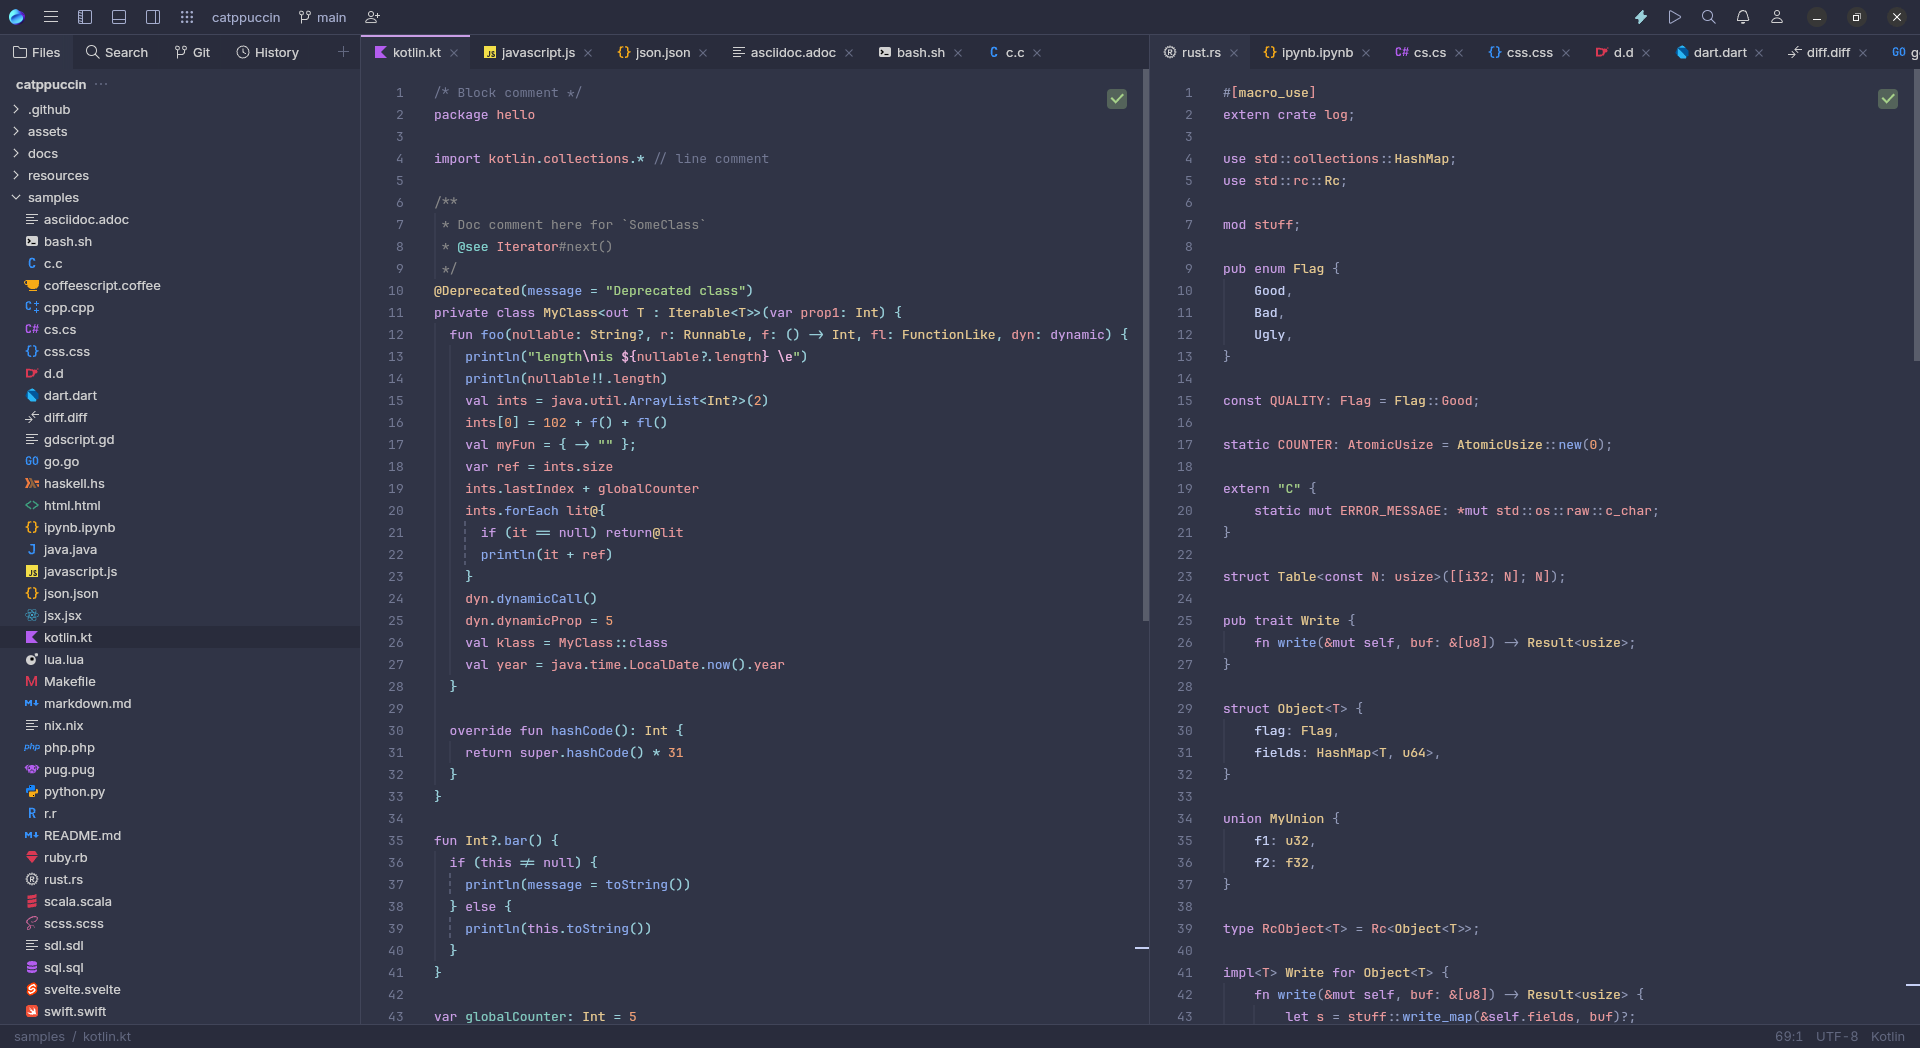 catppuccin main
Files Search Git History
kotlin.kt javascript.js json.json asciidoc.adoc bash.sh c.c
rust.rs ipynb.ipynb cs.cs css.css d.d dart.dart diff.diff
catppuccin ...
.github
assets
docs
resources
samples
asciidoc.adoc
bash.sh
c.c
coffeescript.coffee
cpp.cpp
cs.cs
css.css
d.d
dart.dart
diff.diff
gdscript.gd
go.go
haskell.hs
html.html
ipynb.ipynb
java.java
javascript.js
json.json
jsx.jsx
kotlin.kt
lua.lua
Makefile
markdown.md
nix.nix
php.php
pug.pug
python.py
r.r
README.md
ruby.rb
rust.rs
scala.scala
scss.scss
sdl.sdl
sql.sql
svelte.svelte
swift.swift
1 /* Block comment */
2 package hello
3
4 import kotlin.collections.* // line comment
5
6 /**
7 * Doc comment here for `SomeClass`
8 * @see Iterator#next()
9 */
10 @Deprecated(message = "Deprecated class")
11 private class MyClass<out T : Iterable<T>>(var prop1: Int) {
12 fun foo(nullable: String?, r: Runnable, f: () -> Int, fl: FunctionLike, dyn: dynamic) {
13 println("length\nis ${nullable?.length} \e")
14 println(nullable!!.length)
15 val ints = java.util.ArrayList<Int?>(2)
16 ints[0] = 102 + f() + fl()
17 val myFun = { -> "" };
18 var ref = ints.size
19 ints.lastIndex + globalCounter
20 ints.forEach lit@{
21 if (it == null) return@lit
22 println(it + ref)
23 }
24 dyn.dynamicCall()
25 dyn.dynamicProp = 5
26 val klass = MyClass::class
27 val year = java.time.LocalDate.now().year
28 }
29
30 override fun hashCode(): Int {
31 return super.hashCode() * 31
32 }
33 }
34
35 fun Int?.bar() {
36 if (this != null) {
37 println(message = toString())
38 } else {
39 println(this.toString())
40 }
41 }
42
43 var globalCounter: Int = 5
1 #[macro_use]
2 extern crate log;
3
4 use std::collections::HashMap;
5 use std::rc::Rc;
6
7 mod stuff;
8
9 pub enum Flag {
10 Good,
11 Bad,
12 Ugly,
13 }
14
15 const QUALITY: Flag = Flag::Good;
16
17 static COUNTER: AtomicUsize = AtomicUsize::new(0);
18
19 extern "C" {
20 static mut ERROR_MESSAGE: *mut std::os::raw::c_char;
21 }
22
23 struct Table<const N: usize>([[i32; N]; N]);
24
25 pub trait Write {
26 fn write(&mut self, buf: &[u8]) -> Result<usize>;
27 }
28
29 struct Object<T> {
30 flag: Flag,
31 fields: HashMap<T, u64>,
32 }
33
34 union MyUnion {
35 f1: u32,
36 f2: f32,
37 }
38
39 type RcObject<T> = Rc<Object<T>>;
40
41 impl<T> Write for Object<T> {
42 fn write(&mut self, buf: &[u8]) -> Result<usize> {
43 let s = stuff::write_map(&self.fields, buf)?;
samples / kotlin.kt 69:1 UTF-8 Kotlin